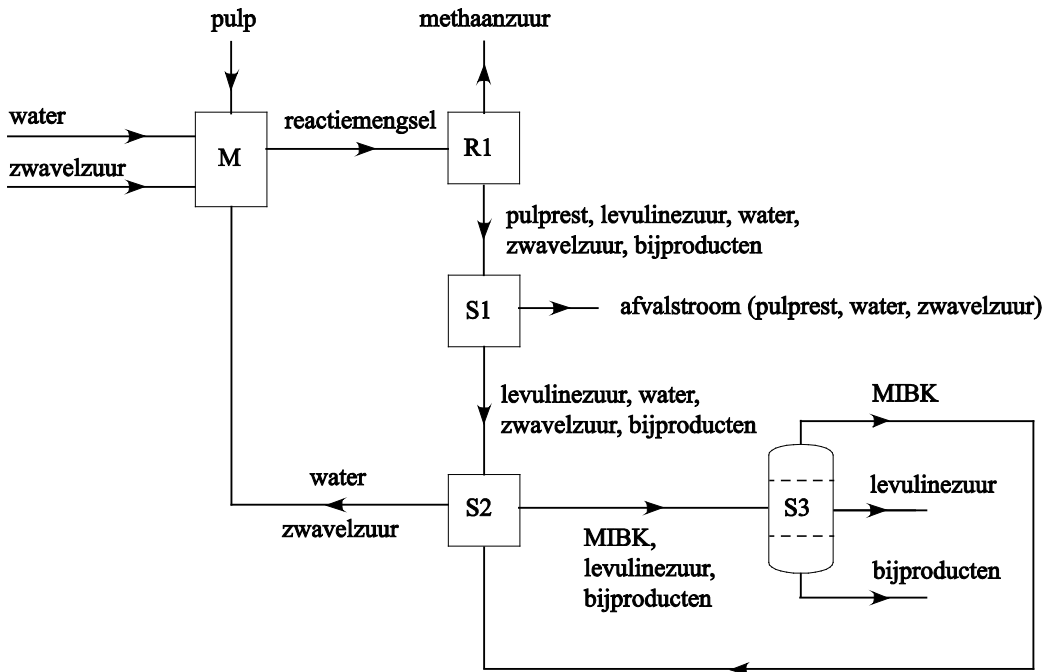 pulp
methaanzuur
water
reactiemengsel
M
R1
zwavelzuur
pulprest, levulinezuur, water,
zwavelzuur, bijproducten
S1
afvalstroom (pulprest, water, zwavelzuur)
levulinezuur, water,
zwavelzuur, bijproducten
MIBK
water
zwavelzuur
S2
S3
levulinezuur
MIBK,
levulinezuur,
bijproducten
bijproducten